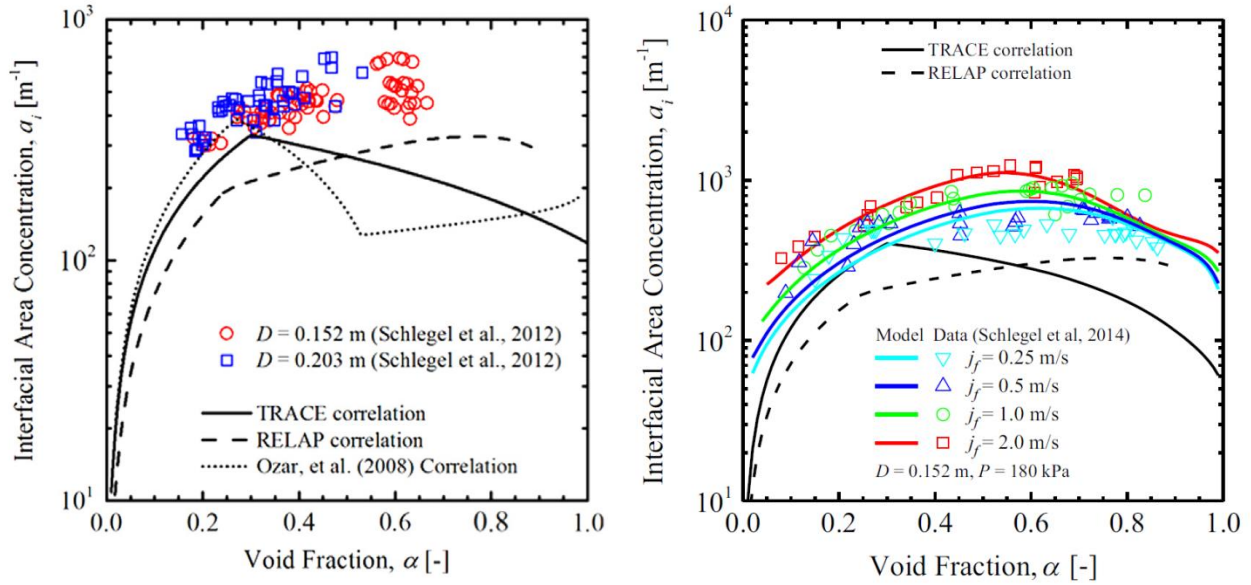 10³
10²
10¹
Interfacial Area Concentration, aᵢ [m⁻¹]
D = 0.152 m (Schlegel et al., 2012)
D = 0.203 m (Schlegel et al., 2012)
TRACE correlation
RELAP correlation
Ozar, et al. (2008) Correlation
0.0 0.2 0.4 0.6 0.8 1.0
Void Fraction, α [-]
10⁴
10³
10²
10¹
Interfacial Area Concentration, aᵢ [m⁻¹]
TRACE correlation
RELAP correlation
Model Data (Schlegel et al, 2014)
j_f = 0.25 m/s
j_f = 0.5 m/s
j_f = 1.0 m/s
j_f = 2.0 m/s
D = 0.152 m, P = 180 kPa
0.0 0.2 0.4 0.6 0.8 1.0
Void Fraction, α [-]